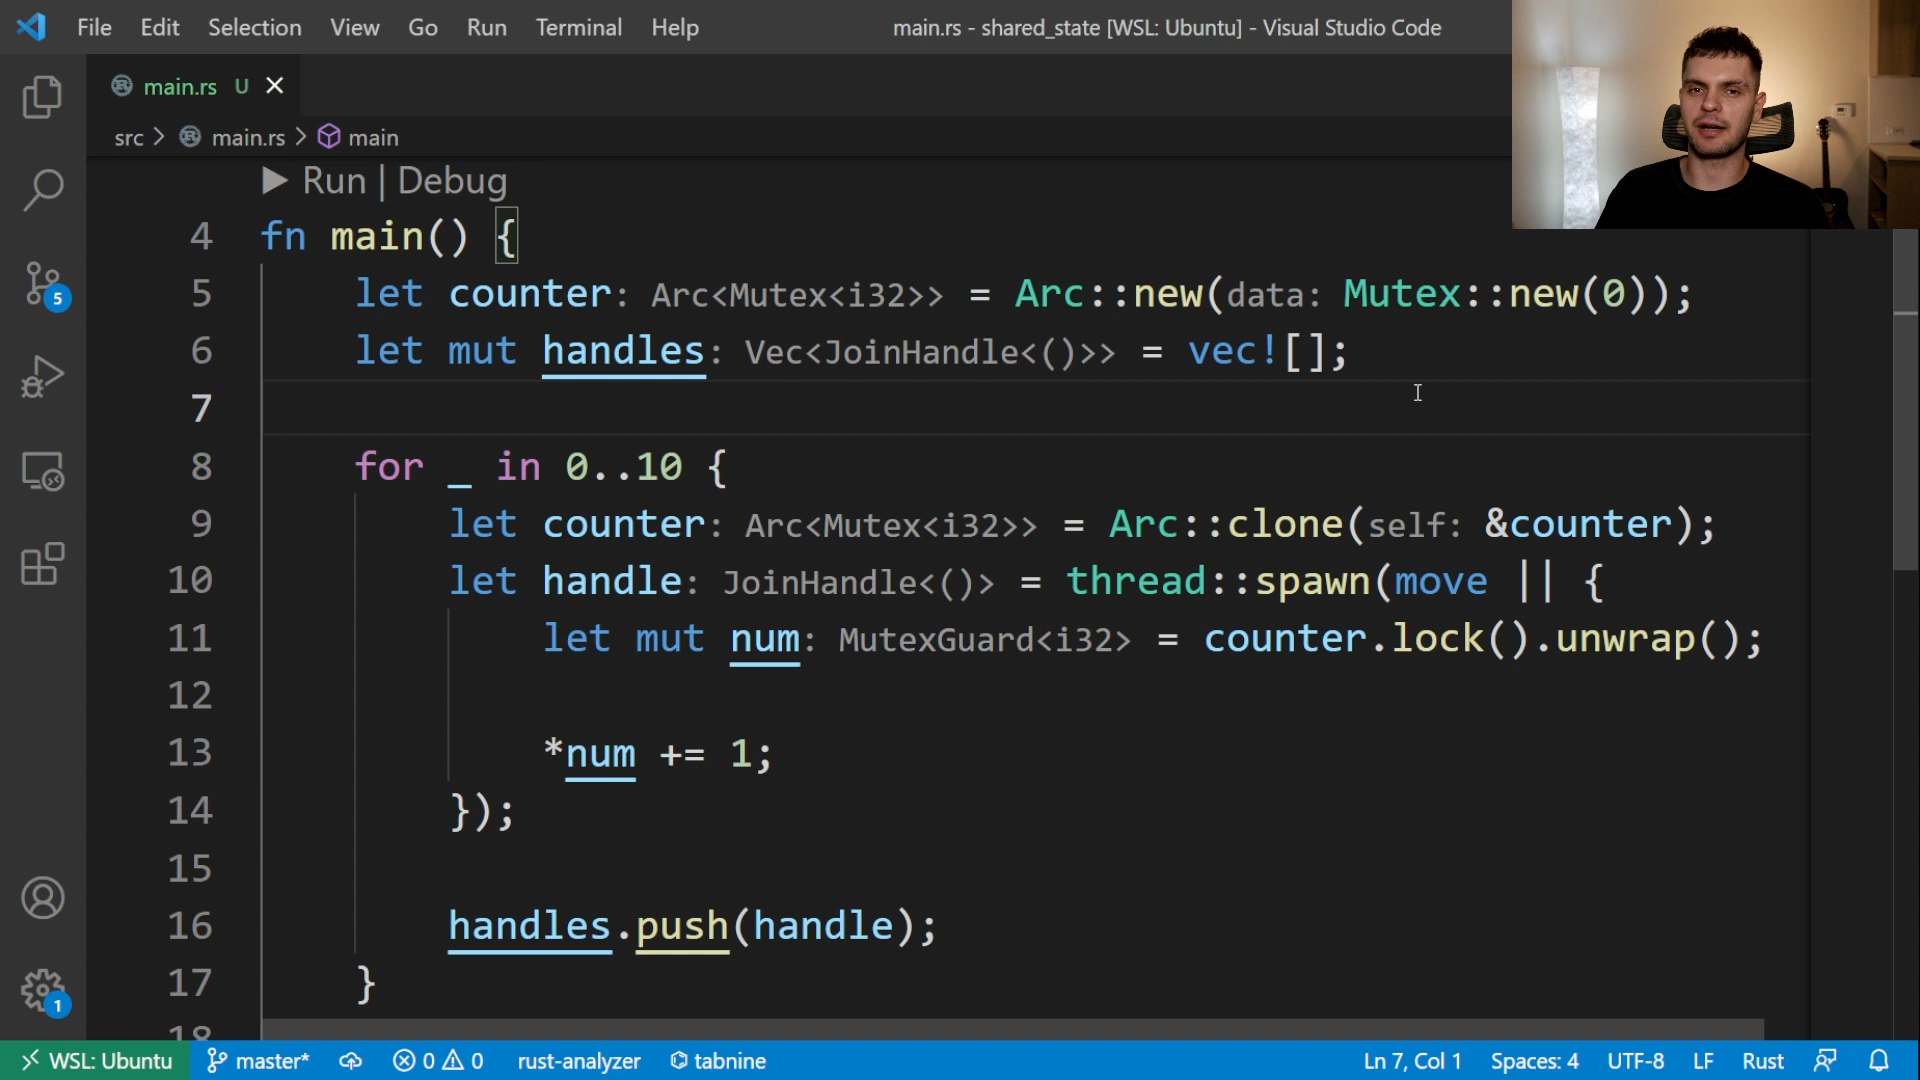 File Edit Selection View Go Run Terminal Help main.rs - shared_state [WSL: Ubuntu] - Visual Studio Code
main.rs U
src > main.rs > main
Run | Debug
4 fn main() {
5 let counter: Arc<Mutex<i32>> = Arc::new(data: Mutex::new(0));
6 let mut handles: Vec<JoinHandle<()>> = vec![];
7
8 for _ in 0..10 {
9 let counter: Arc<Mutex<i32>> = Arc::clone(self: &counter);
10 let handle: JoinHandle<()> = thread::spawn(move || {
11 let mut num: MutexGuard<i32> = counter.lock().unwrap();
12
13 *num += 1;
14 });
15
16 handles.push(handle);
17 }
18
5
1
WSL: Ubuntu master* 0 0 rust-analyzer tabnine Ln 7, Col 1 Spaces: 4 UTF-8 LF Rust